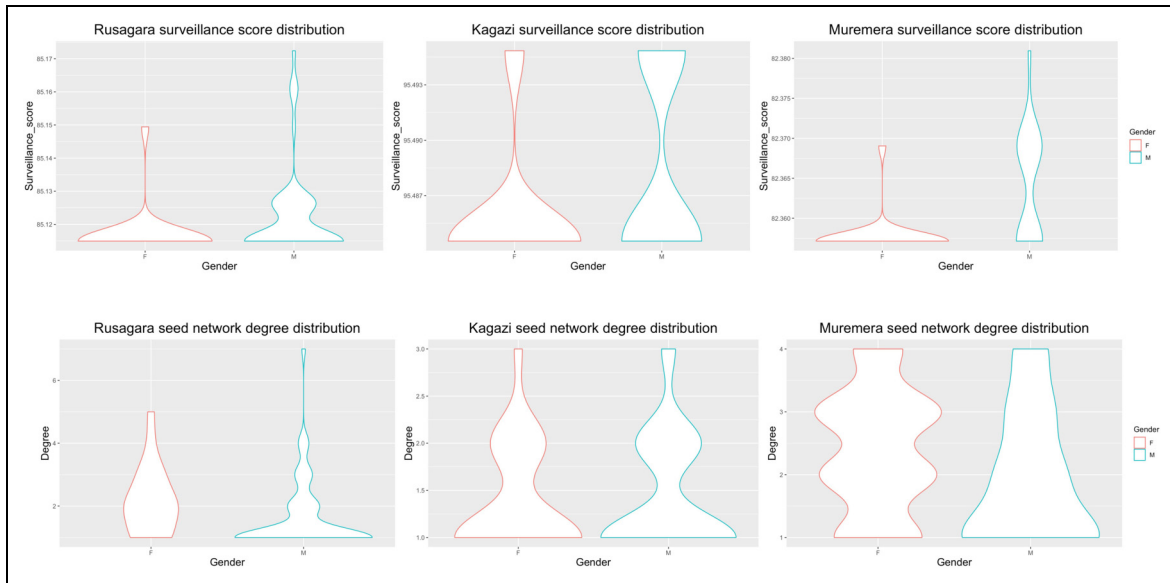 Rusagara surveillance score distribution
Surveillance_score
85.17
85.16
85.15
85.14
85.13
85.12
F
M
Gender
Kagazi surveillance score distribution
Surveillance_score
95.493
95.490
95.487
F
M
Gender
Muremera surveillance score distribution
Surveillance_score
82.380
82.375
82.370
82.365
82.360
F
M
Gender
Gender
F
M
Rusagara seed network degree distribution
Degree
6
4
2
F
M
Gender
Kagazi seed network degree distribution
Degree
3.0
2.5
2.0
1.5
1.0
F
M
Gender
Muremera seed network degree distribution
Degree
4
3
2
1
F
M
Gender
Gender
F
M